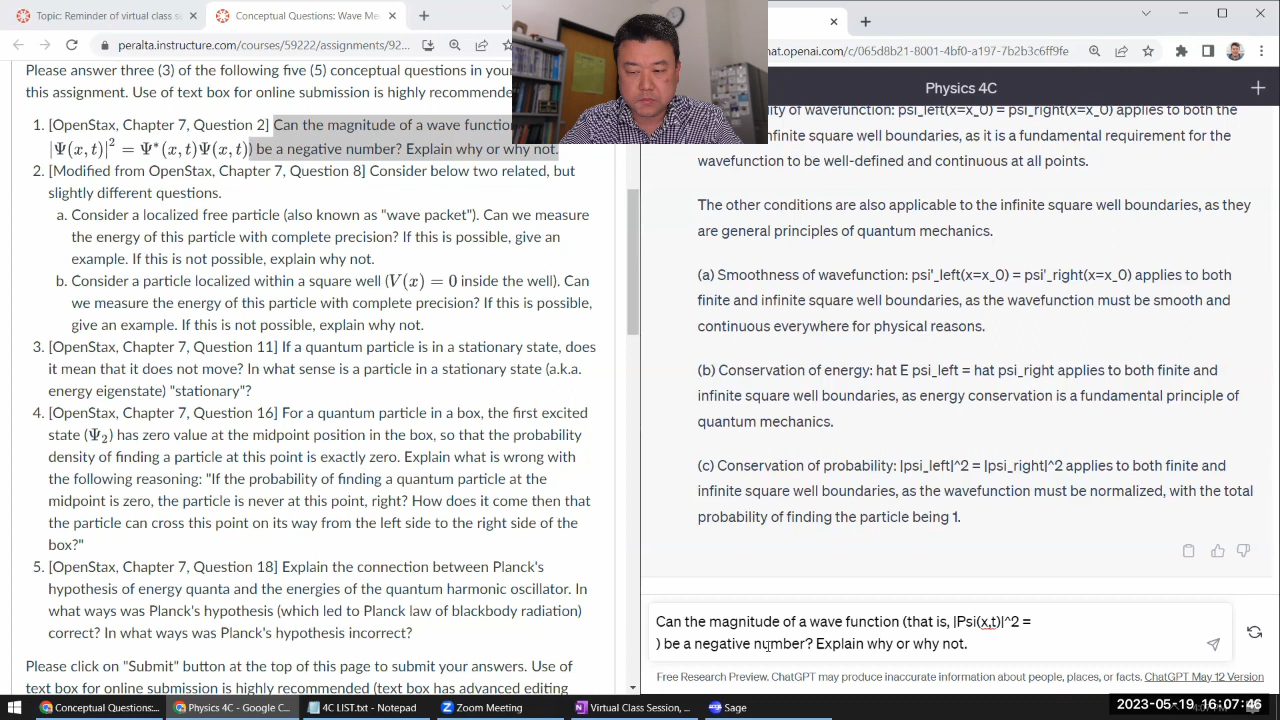 Topic: Reminder of virtual class s
Conceptual Questions: Wave Me
peralta.instructure.com/courses/59222/assignments/92...
Please answer three (3) of the following five (5) conceptual questions in your
this assignment. Use of text box for online submission is highly recommended
1. [OpenStax, Chapter 7, Question 2] Can the magnitude of a wave function
|Ψ(x, t)|² = Ψ*(x, t)Ψ(x, t)) be a negative number? Explain why or why not.
2. [Modified from OpenStax, Chapter 7, Question 8] Consider below two related, but
slightly different questions.
a. Consider a localized free particle (also known as "wave packet"). Can we measure
the energy of this particle with complete precision? If this is possible, give an
example. If this is not possible, explain why not.
b. Consider a particle localized within a square well (V(x) = 0 inside the well). Can
we measure the energy of this particle with complete precision? If this is possible,
give an example. If this is not possible, explain why not.
3. [OpenStax, Chapter 7, Question 11] If a quantum particle is in a stationary state, does
it mean that it does not move? In what sense is a particle in a stationary state (a.k.a.
energy eigenstate) "stationary"?
4. [OpenStax, Chapter 7, Question 16] For a quantum particle in a box, the first excited
state (Ψ₂) has zero value at the midpoint position in the box, so that the probability
density of finding a particle at this point is exactly zero. Explain what is wrong with
the following reasoning: "If the probability of finding a quantum particle at the
midpoint is zero, the particle is never at this point, right? How does it come then that
the particle can cross this point on its way from the left side to the right side of the
box?"
5. [OpenStax, Chapter 7, Question 18] Explain the connection between Planck's
hypothesis of energy quanta and the energies of the quantum harmonic oscillator. In
what ways was Planck's hypothesis (which led to Planck law of blackbody radiation)
correct? In what ways was Planck's hypothesis incorrect?
Please click on "Submit" button at the top of this page to submit your answers. Use of
text box for online submission is highly recommended (text box has advanced editing
hat.openai.com/c/065d8b21-8001-4bf0-a197-7b2b3c6ff9fe
Physics 4C
ity of wavefunction: psi_left(x=x_0) = psi_right(x=x_0) applies to both
infinite square well boundaries, as it is a fundamental requirement for the
wavefunction to be well-defined and continuous at all points.
The other conditions are also applicable to the infinite square well boundaries, as they
are general principles of quantum mechanics.
(a) Smoothness of wavefunction: psi'_left(x=x_0) = psi'_right(x=x_0) applies to both
finite and infinite square well boundaries, as the wavefunction must be smooth and
continuous everywhere for physical reasons.
(b) Conservation of energy: hat E psi_left = hat psi_right applies to both finite and
infinite square well boundaries, as energy conservation is a fundamental principle of
quantum mechanics.
(c) Conservation of probability: |psi_left|^2 = |psi_right|^2 applies to both finite and
infinite square well boundaries, as the wavefunction must be normalized, with the total
probability of finding the particle being 1.
Can the magnitude of a wave function (that is, |Psi(x,t)|^2 =
) be a negative number? Explain why or why not.
Free Research Preview. ChatGPT may produce inaccurate information about people, places, or facts. ChatGPT May 12 Version
Conceptual Questions:...
Physics 4C - Google C...
4C LIST.txt - Notepad
Zoom Meeting
Virtual Class Session, ...
Sage
2023-05-19 16:07:46